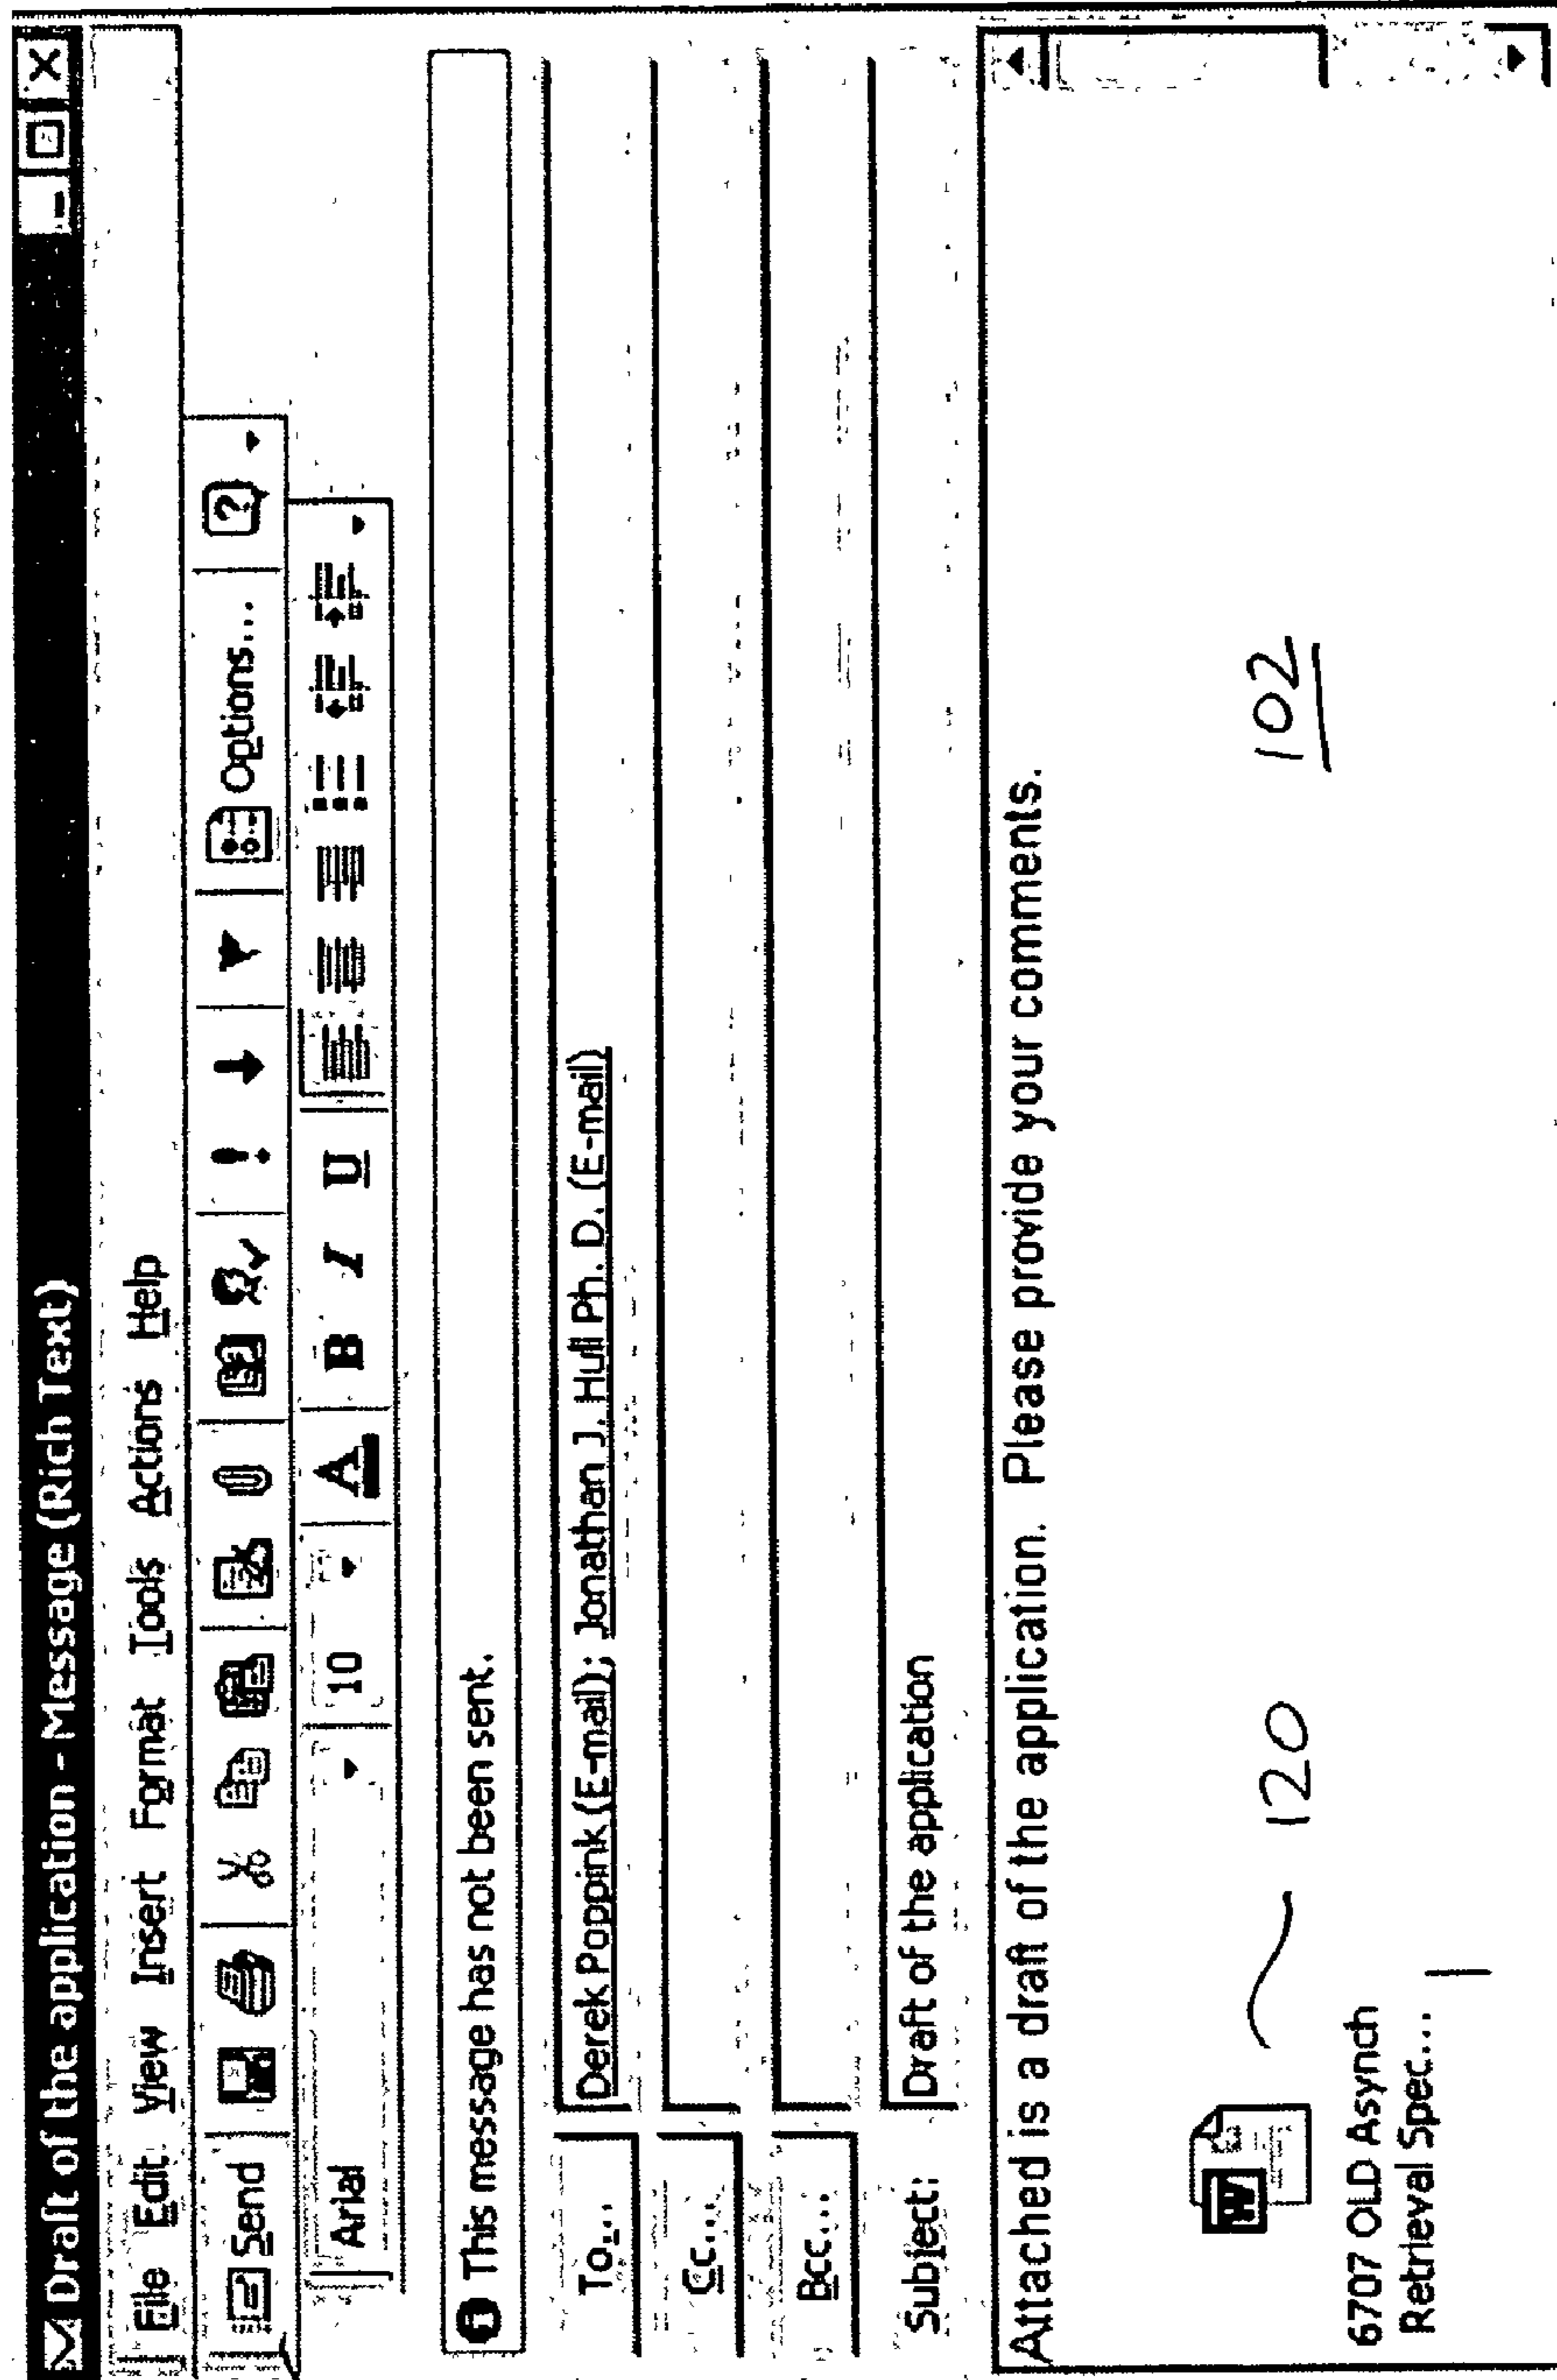 Draft of the application - Message (Rich Text)
File Edit View Insert Format Tools Actions Help
Send Options...
Arial 10 A B I U
This message has not been sent.
To... Derek Poppink (E-mail); Jonathan J. Hull Ph. D. (E-mail)
Cc...
Bcc...
Subject: Draft of the application
Attached is a draft of the application. Please provide your comments.
120
102
6707 OLD Asynch
Retrieval Spec...